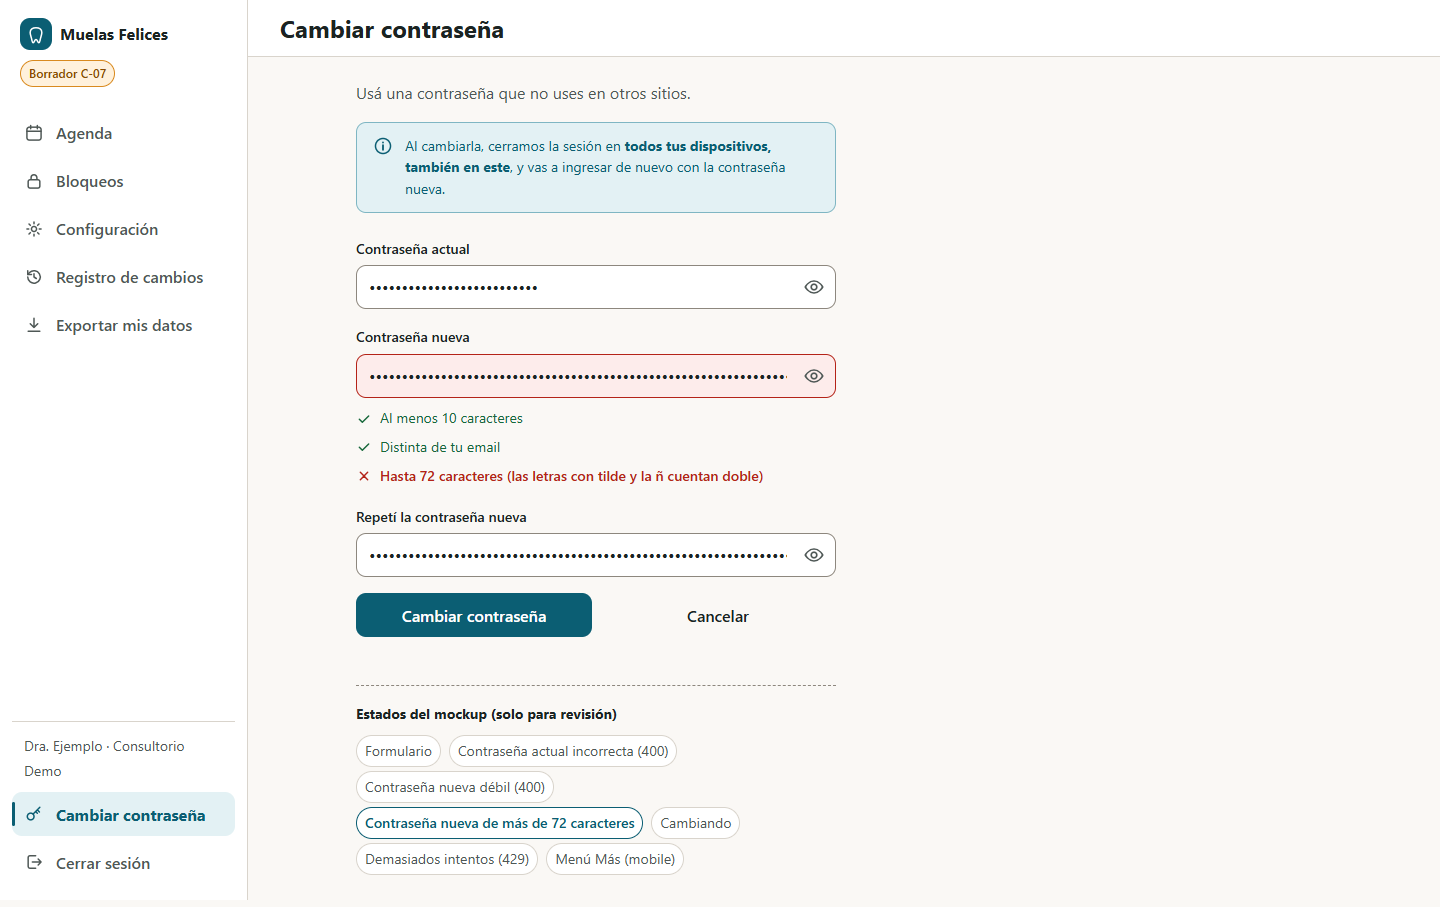 Muelas Felices
Borrador C-07
Agenda
Bloqueos
Configuración
Registro de cambios
Exportar mis datos
Dra. Ejemplo · Consultorio
Demo
Cambiar contraseña
Cerrar sesión
Cambiar contraseña
Usá una contraseña que no uses en otros sitios.
Al cambiarla, cerramos la sesión en todos tus dispositivos,
también en este, y vas a ingresar de nuevo con la contraseña
nueva.
Contraseña actual
Contraseña nueva
Al menos 10 caracteres
Distinta de tu email
Hasta 72 caracteres (las letras con tilde y la ñ cuentan doble)
Repetí la contraseña nueva
Cambiar contraseña
Cancelar
Estados del mockup (solo para revisión)
Formulario
Contraseña actual incorrecta (400)
Contraseña nueva débil (400)
Contraseña nueva de más de 72 caracteres
Cambiando
Demasiados intentos (429)
Menú Más (mobile)